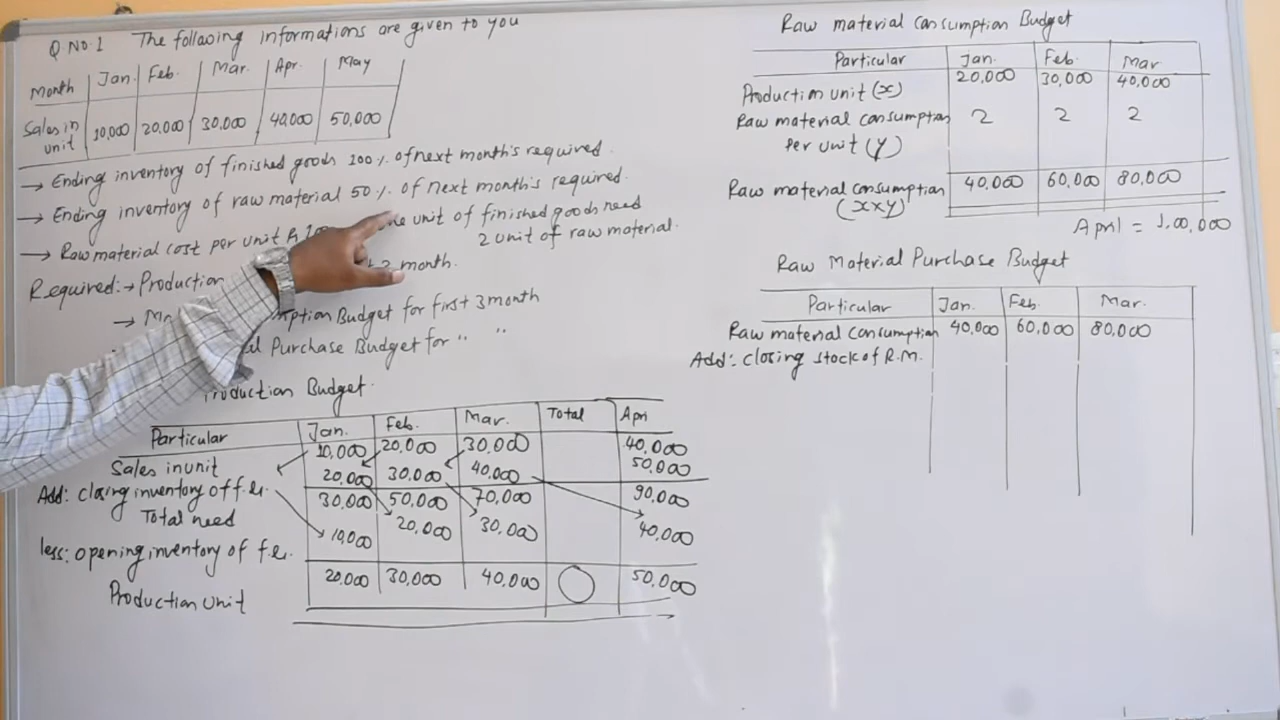 Q.No.1 The following informations are given to you
Month Jan. Feb. Mar. Apr. May
Sales in unit 10,000 20,000 30,000 40,000 50,000
→ Ending inventory of finished goods 100%. of next month's required.
→ Ending inventory of raw material 50%. of next month's required.
→ Raw material cost per unit unit of finished goods need
2 unit of raw material.
Required:→ Production 3 month.
→ Budget for first 3 month
Purchase Budget for " "
Production Budget.
Particular Jan. Feb. Mar. Total Apri
Sales in unit 10,000 20,000 30,000 40,000
Add: closing inventory of f.g. 20,000 30,000 40,000 50,000
Total need 30,000 50,000 70,000 90,000
less: opening inventory of f.g. 10,000 20,000 30,000 40,000
Production Unit 20,000 30,000 40,000 50,000
Raw material consumption Budget
Particular Jan. Feb. Mar
Production unit (x) 20,000 30,000 40,000
Raw material consumption 2 2 2
Per unit (y)
Raw material consumption 40,000 60,000 80,000
(x×y)
April = 1,00,000
Raw Material Purchase Budget
Particular Jan. Feb. Mar.
Raw material consumption 40,000 60,000 80,000
Add: closing stock of R.M.